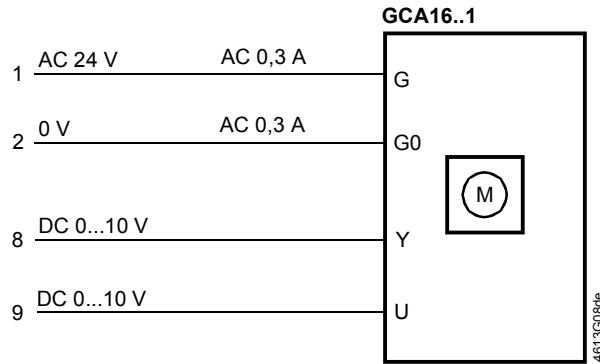 GCA16..1
1 AC 24 V AC 0,3 A G
2 0 V AC 0,3 A G0
M
8 DC 0...10 V Y
9 DC 0...10 V U
4613G08de